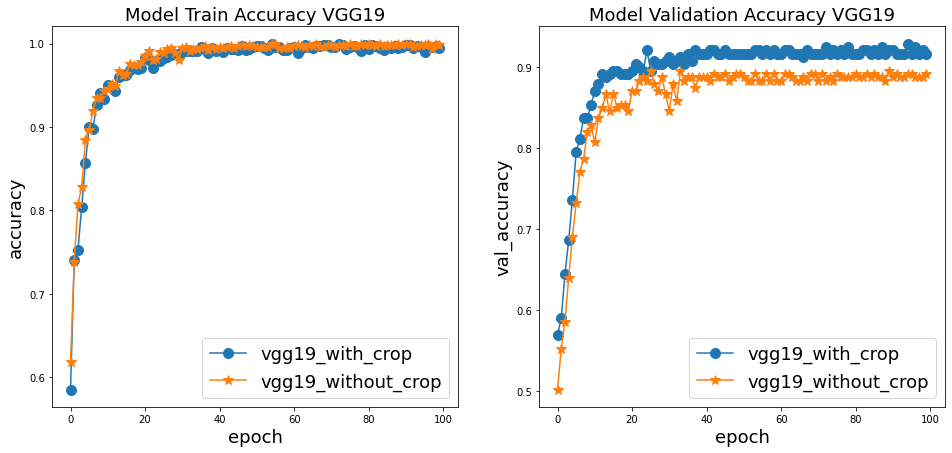 Model Train Accuracy VGG19
1.0
0.9
0.8
0.7
0.6
accuracy
0
20
40
60
80
100
epoch
vgg19_with_crop
vgg19_without_crop
Model Validation Accuracy VGG19
0.9
0.8
0.7
0.6
0.5
val_accuracy
0
20
40
60
80
100
epoch
vgg19_with_crop
vgg19_without_crop